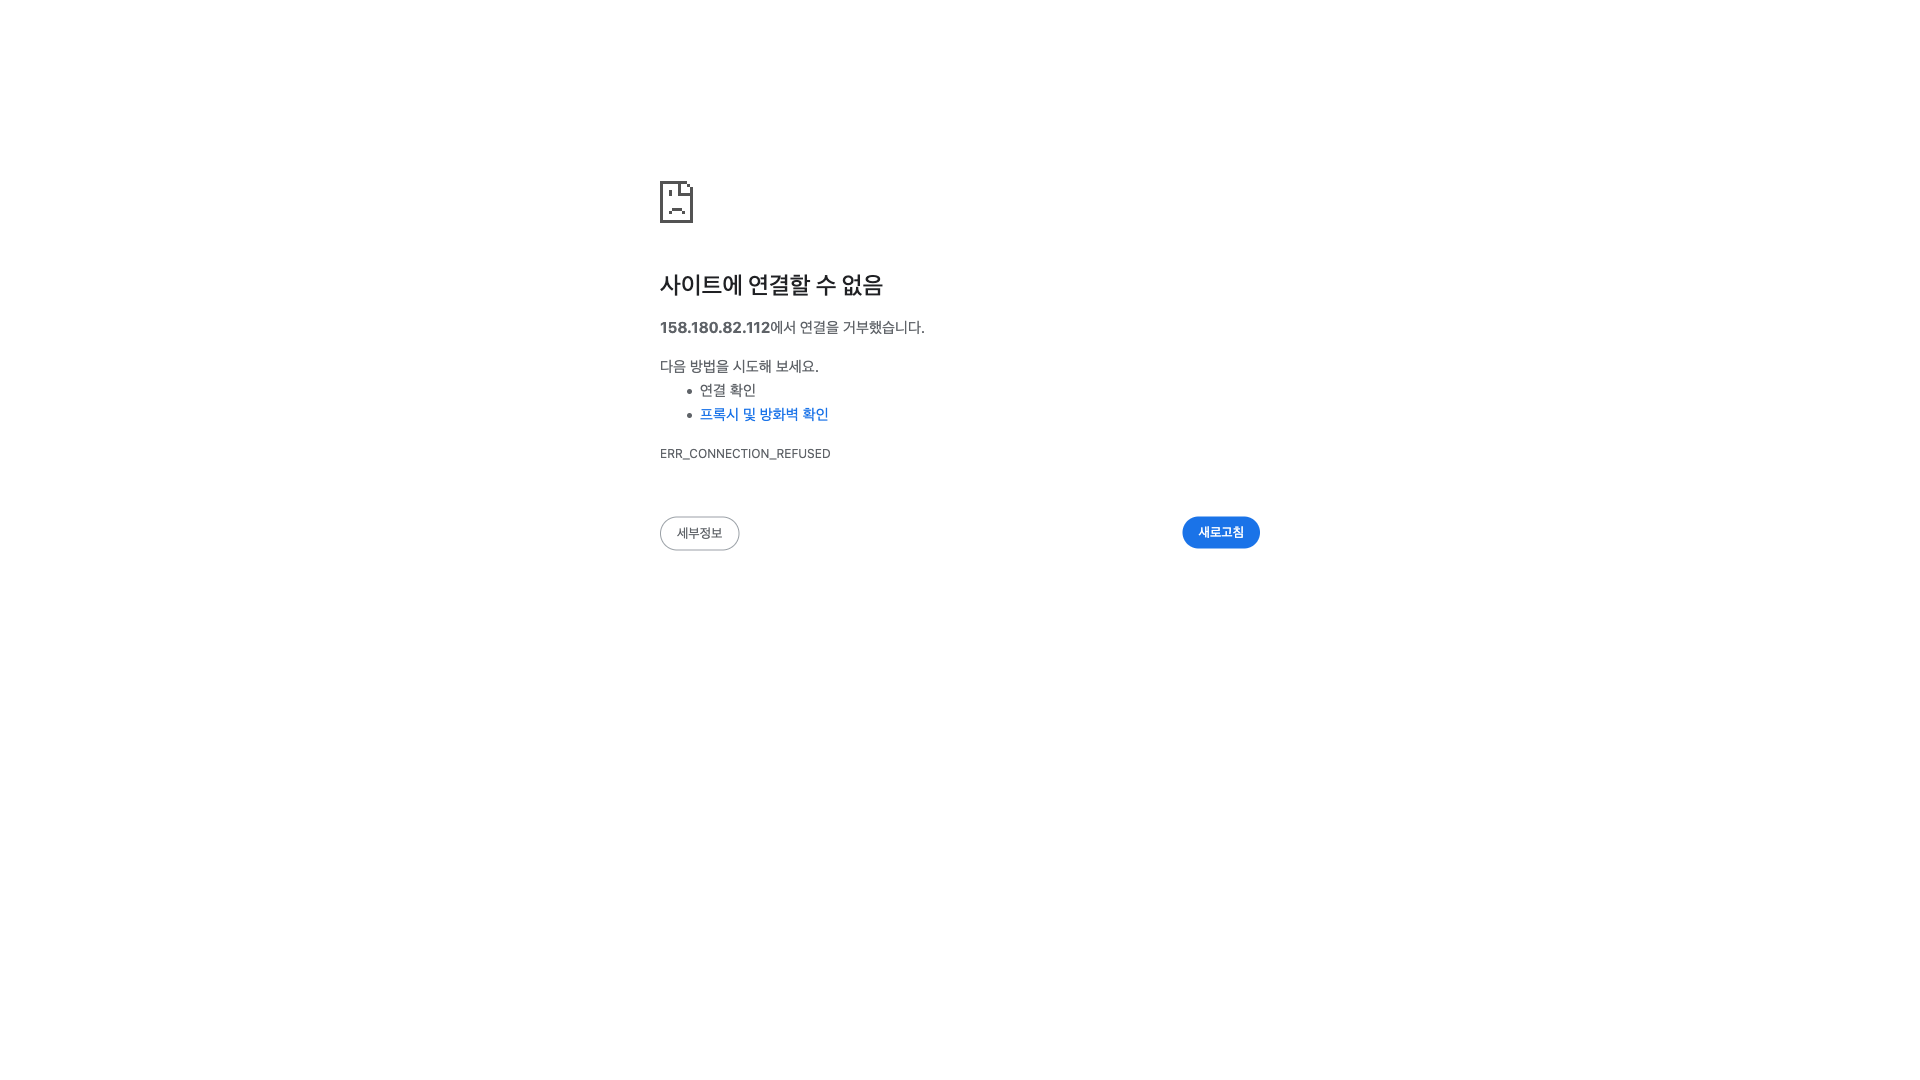 사이트에 연결할 수 없음
158.180.82.112에서 연결을 거부했습니다.
다음 방법을 시도해 보세요.
• 연결 확인
• 프록시 및 방화벽 확인
ERR_CONNECTION_REFUSED
세부정보
새로고침